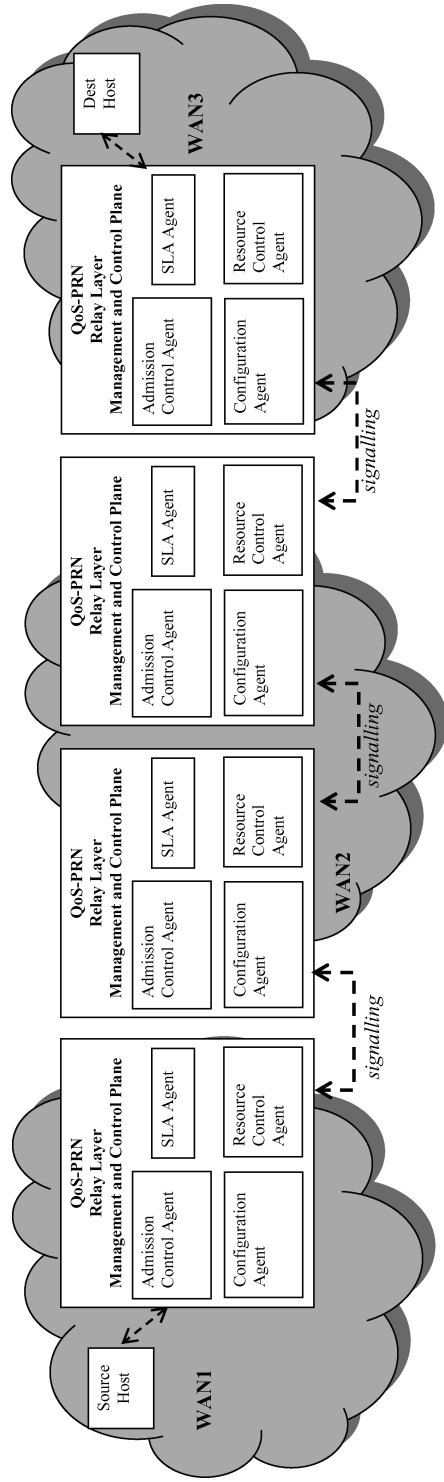 Source
Host
WAN1
QoS-PRN
Relay Layer
Management and Control Plane
Admission
Control Agent
SLA Agent
Configuration
Agent
Resource
Control
Agent
signalling
QoS-PRN
Relay Layer
Management and Control Plane
Admission
Control Agent
SLA Agent
Configuration
Agent
Resource
Control
Agent
WAN2
signalling
QoS-PRN
Relay Layer
Management and Control Plane
Admission
Control Agent
SLA Agent
Configuration
Agent
Resource
Control
Agent
signalling
QoS-PRN
Relay Layer
Management and Control Plane
Admission
Control Agent
SLA Agent
Configuration
Agent
Resource
Control
Agent
Dest
Host
WAN3